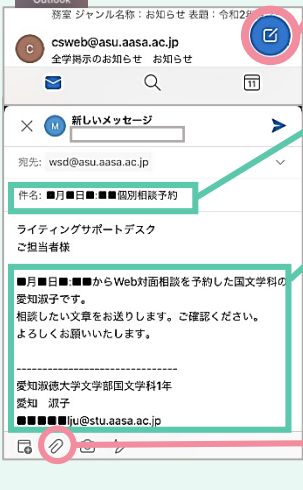 Outlook
務室 ジャンル名称：お知らせ 表題：令和2年
C
csweb@asu.aasa.ac.jp
全学掲示のお知らせ お知らせ
11
M
新しいメッセージ
宛先: wsd@asu.aasa.ac.jp
件名: ■月■日■:■■個別相談予約
ライティングサポートデスク
ご担当者様
■月■日■:■■からWeb対面相談を予約した国文学科の
愛知淑子です。
相談したい文章をお送りします。ご確認ください。
よろしくお願いいたします。
------------------------------
愛知淑徳大学文学部国文学科1年
愛知 淑子
■■■■■lju@stu.aasa.ac.jp